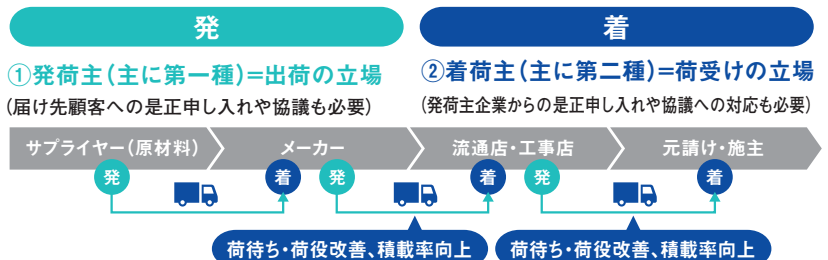 発
着
①発荷主(主に第一種)=出荷の立場
②着荷主(主に第二種)=荷受けの立場
(届け先顧客への是正申し入れや協議も必要)
(発荷主企業からの是正申し入れや協議への対応も必要)
サプライヤー(原材料)
メーカー
流通店・工事店
元請け・施主
発
着
発
着
発
着
荷待ち・荷役改善、積載率向上
荷待ち・荷役改善、積載率向上